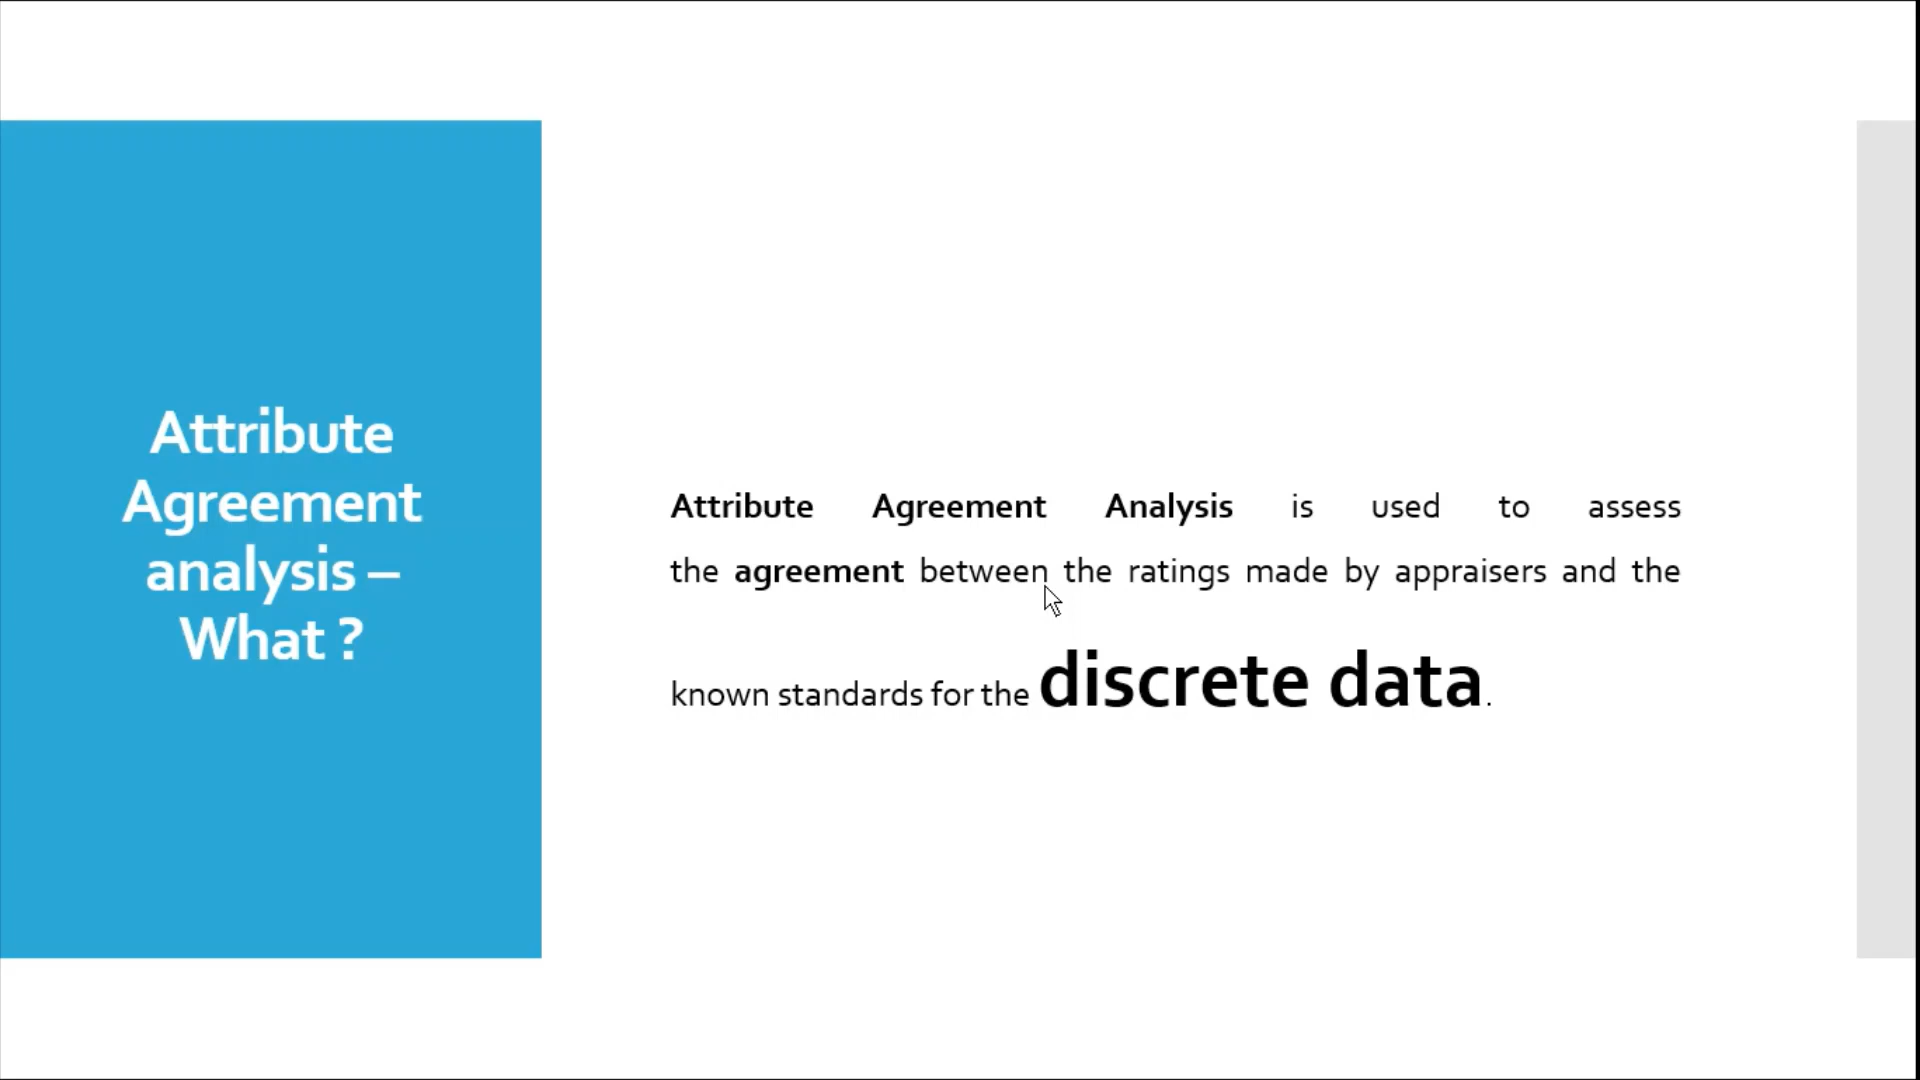 Attribute
Agreement
analysis –
What ?
Attribute Agreement Analysis is used to assess
the agreement between the ratings made by appraisers and the
known standards for the discrete data.